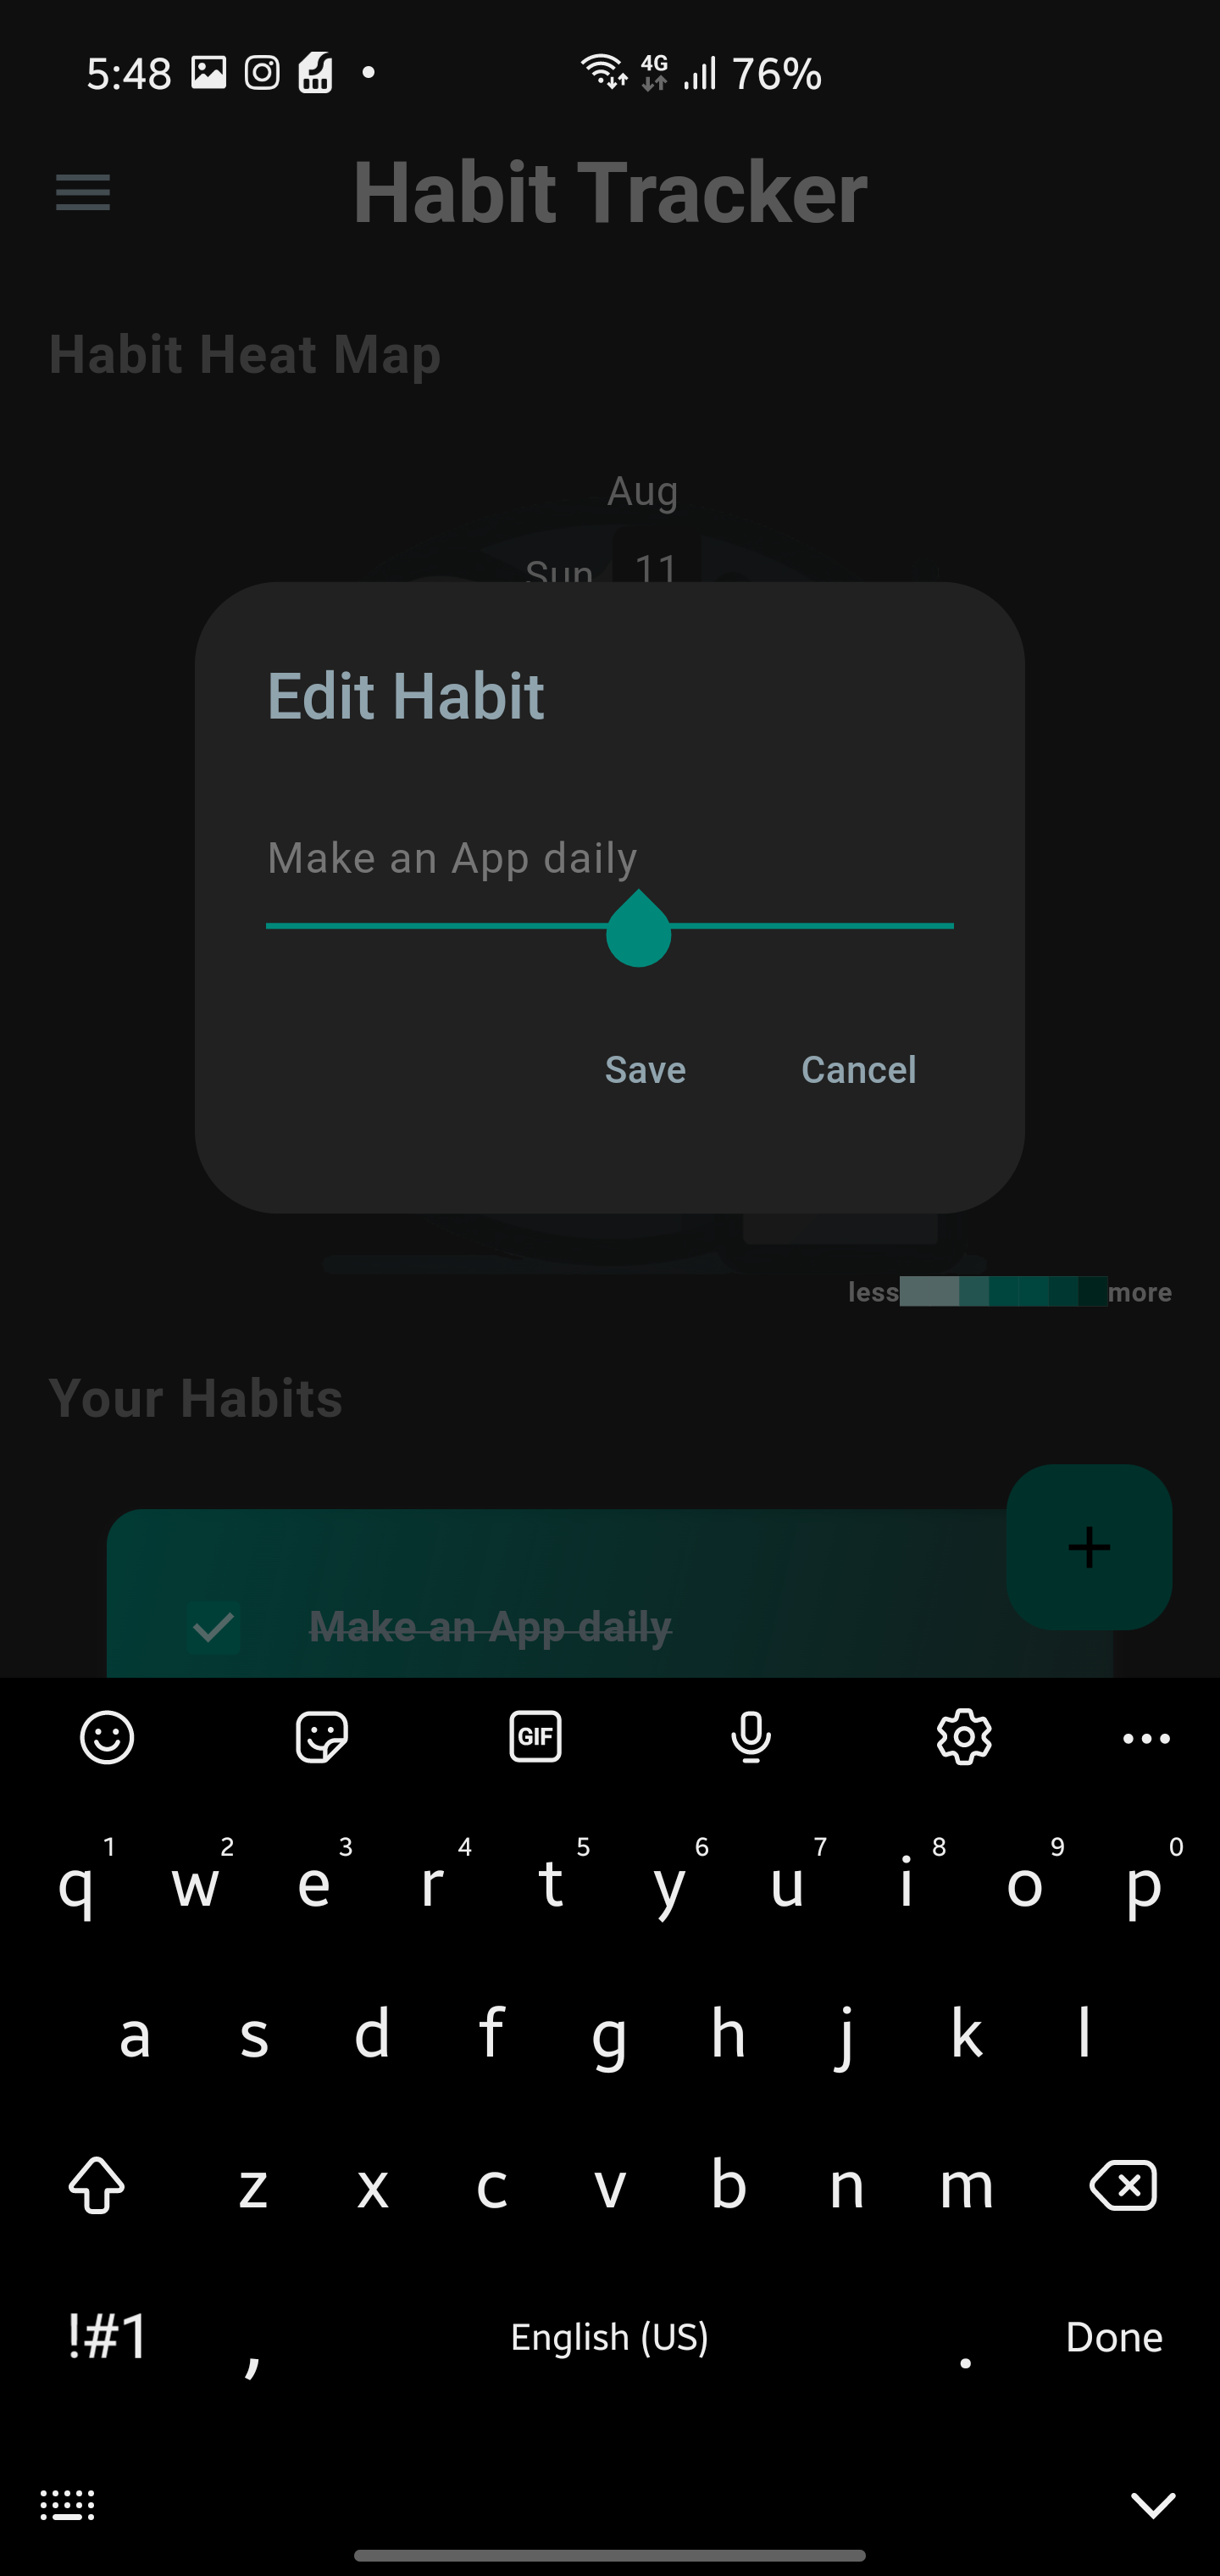 5:48 4G 76%
Habit Tracker
Habit Heat Map
Aug
Sun 11
Edit Habit
Make an App daily
Save Cancel
less more
Your Habits
+
Make an App daily
GIF
1 2 3 4 5 6 7 8 9 0
q w e r t y u i o p
a s d f g h j k l
z x c v b n m
!#1 , English (US) . Done